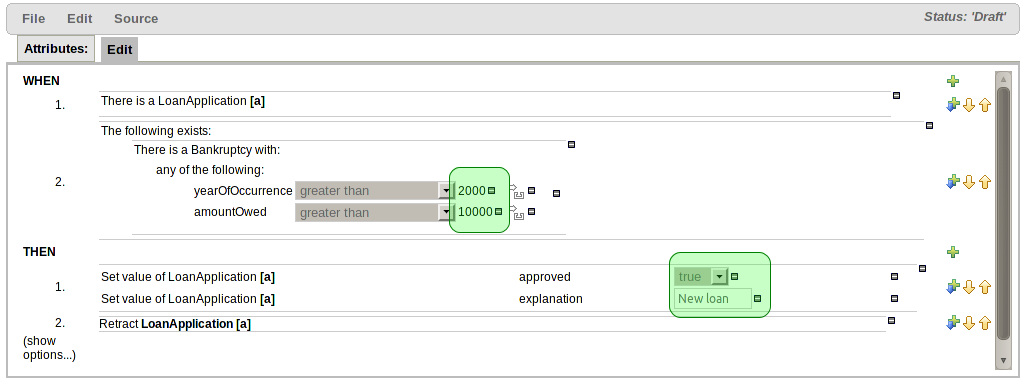 File Edit Source Status: 'Draft'
Attributes: Edit
WHEN
1. There is a LoanApplication [a]
The following exists:
There is a Bankruptcy with:
any of the following:
2.
yearOfOccurrence greater than 2000
amountOwed greater than 10000
THEN
1.
Set value of LoanApplication [a] approved true
Set value of LoanApplication [a] explanation New loan
2. Retract LoanApplication [a]
(show
options...)